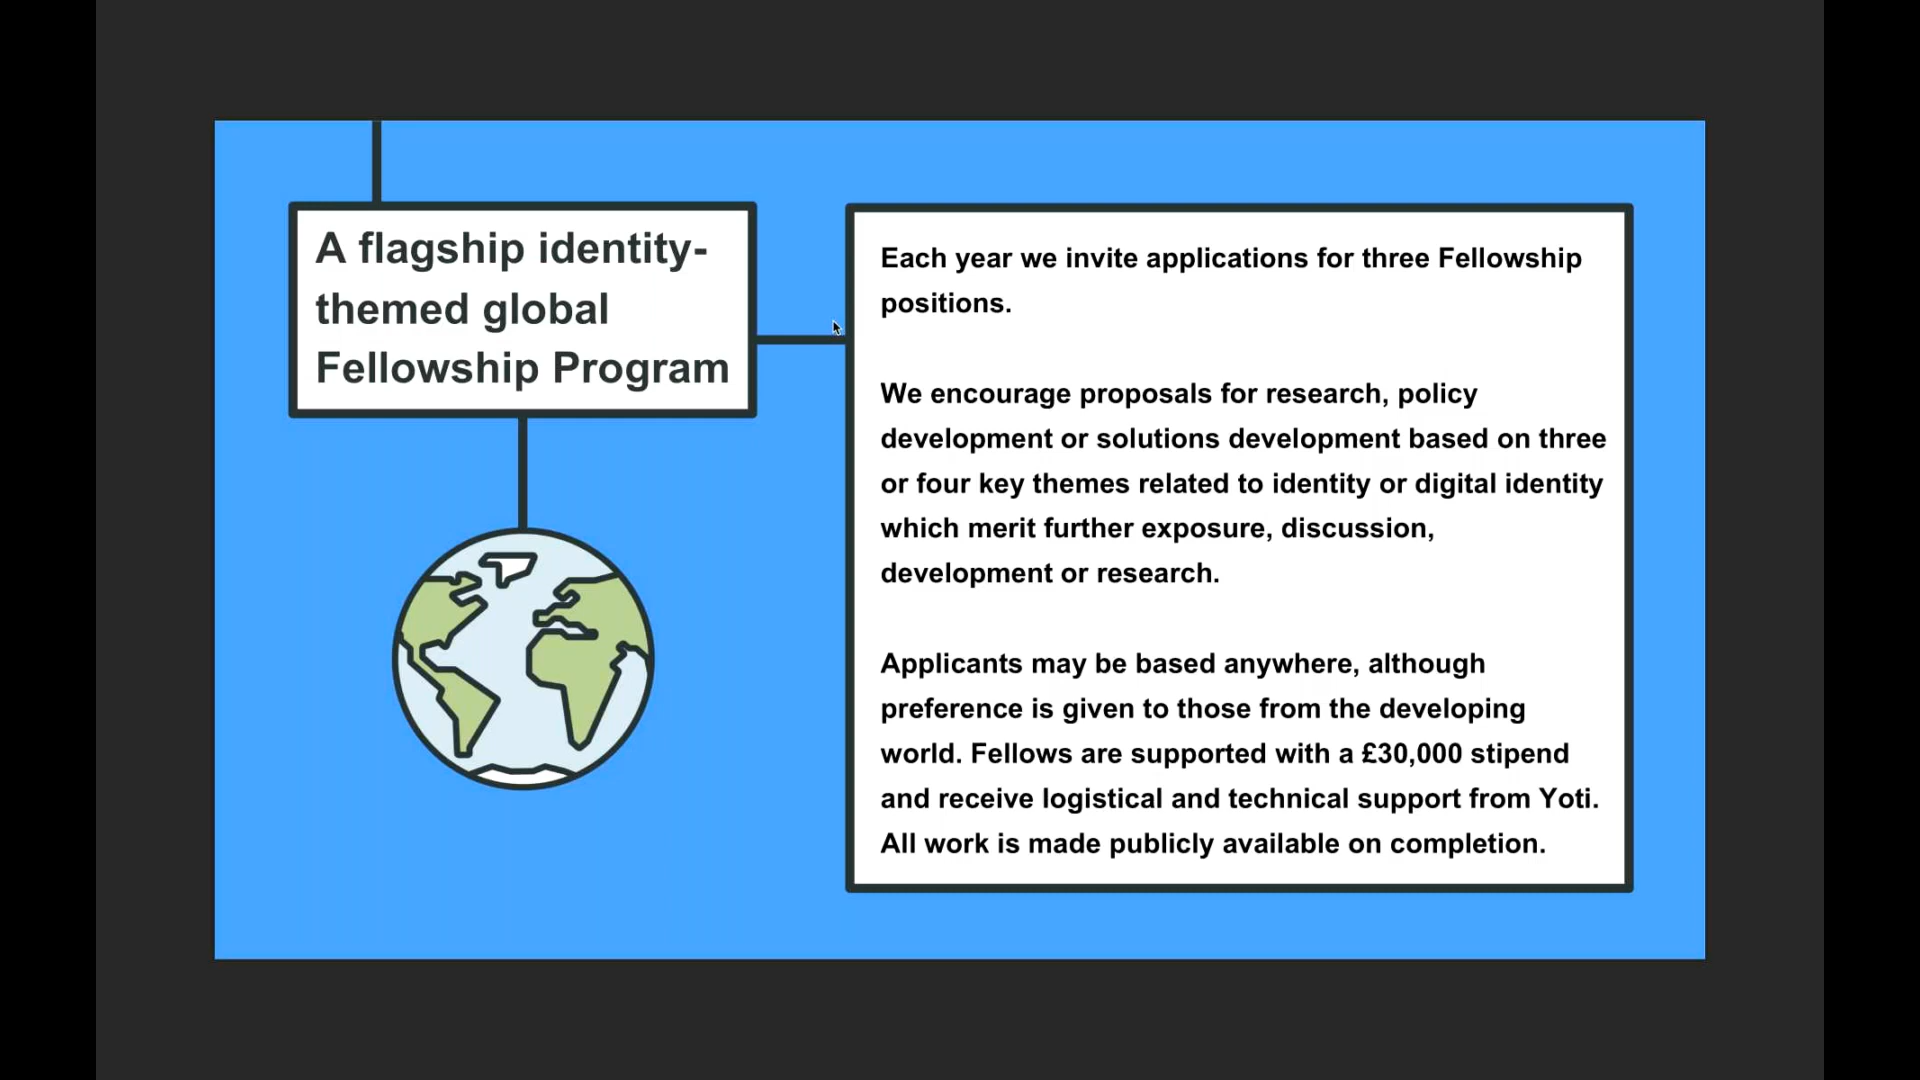 A flagship identity-
themed global
Fellowship Program
Each year we invite applications for three Fellowship
positions.
We encourage proposals for research, policy
development or solutions development based on three
or four key themes related to identity or digital identity
which merit further exposure, discussion,
development or research.
Applicants may be based anywhere, although
preference is given to those from the developing
world. Fellows are supported with a £30,000 stipend
and receive logistical and technical support from Yoti.
All work is made publicly available on completion.